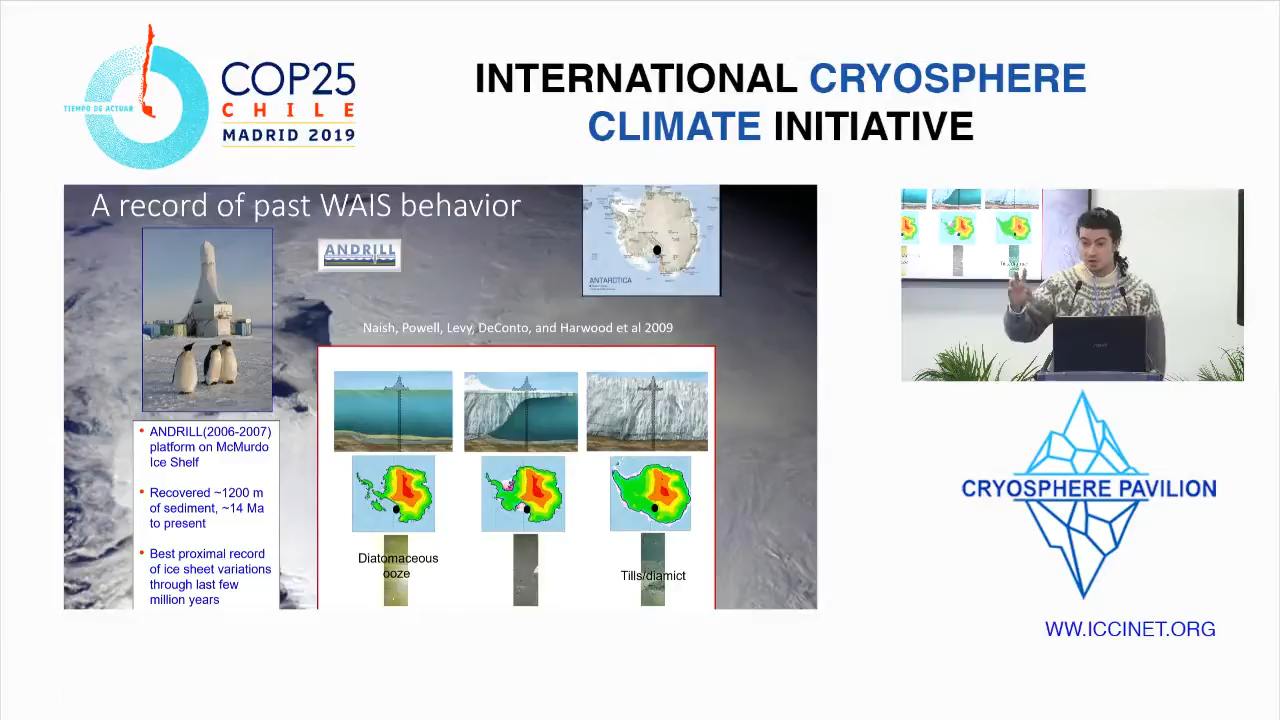 COP25
CHILE
MADRID 2019
TIEMPO DE ACTUAR
INTERNATIONAL CRYOSPHERE
CLIMATE INITIATIVE
A record of past WAIS behavior
ANDRILL
ANTARCTICA
Naish, Powell, Levy, DeConto, and Harwood et al 2009
• ANDRILL(2006-2007)
platform on McMurdo
Ice Shelf
• Recovered ~1200 m
of sediment, ~14 Ma
to present
• Best proximal record
of ice sheet variations
through last few
million years
Diatomaceous
ooze
Tills/diamict
CRYOSPHERE PAVILION
WW.ICCINET.ORG